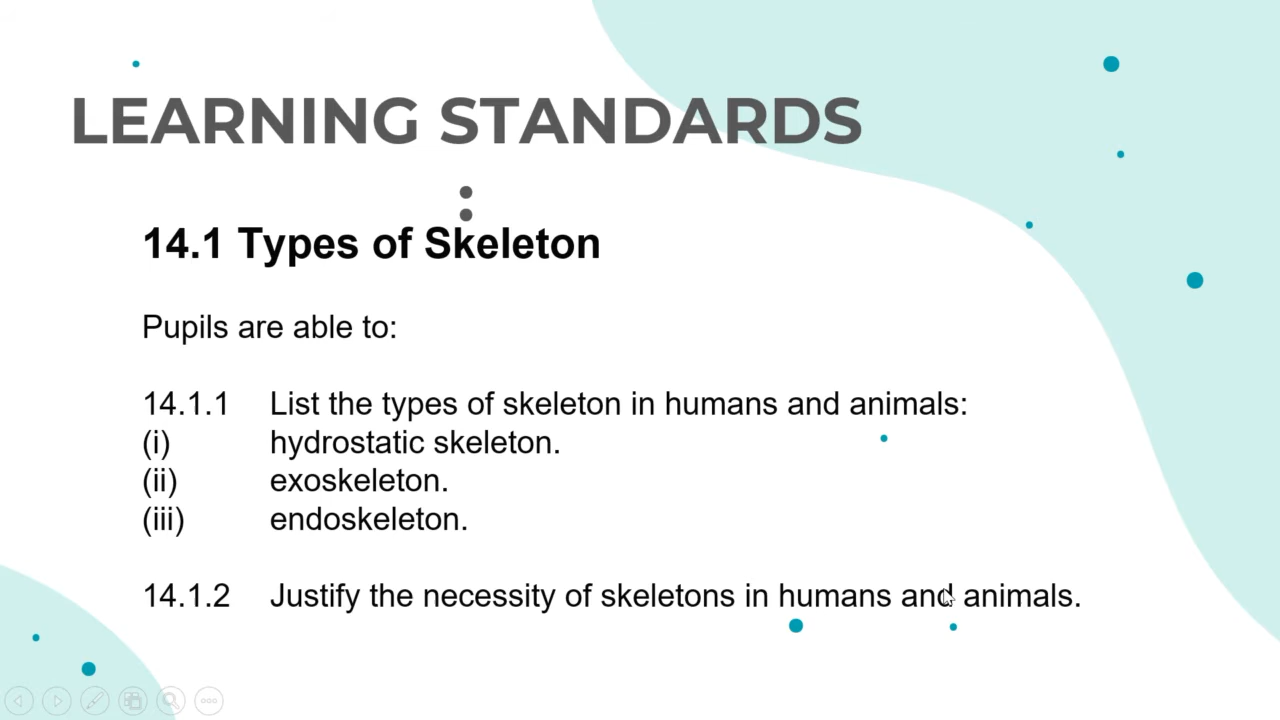 LEARNING STANDARDS
:
14.1 Types of Skeleton
Pupils are able to:
14.1.1 List the types of skeleton in humans and animals:
(i) hydrostatic skeleton.
(ii) exoskeleton.
(iii) endoskeleton.
14.1.2 Justify the necessity of skeletons in humans and animals.